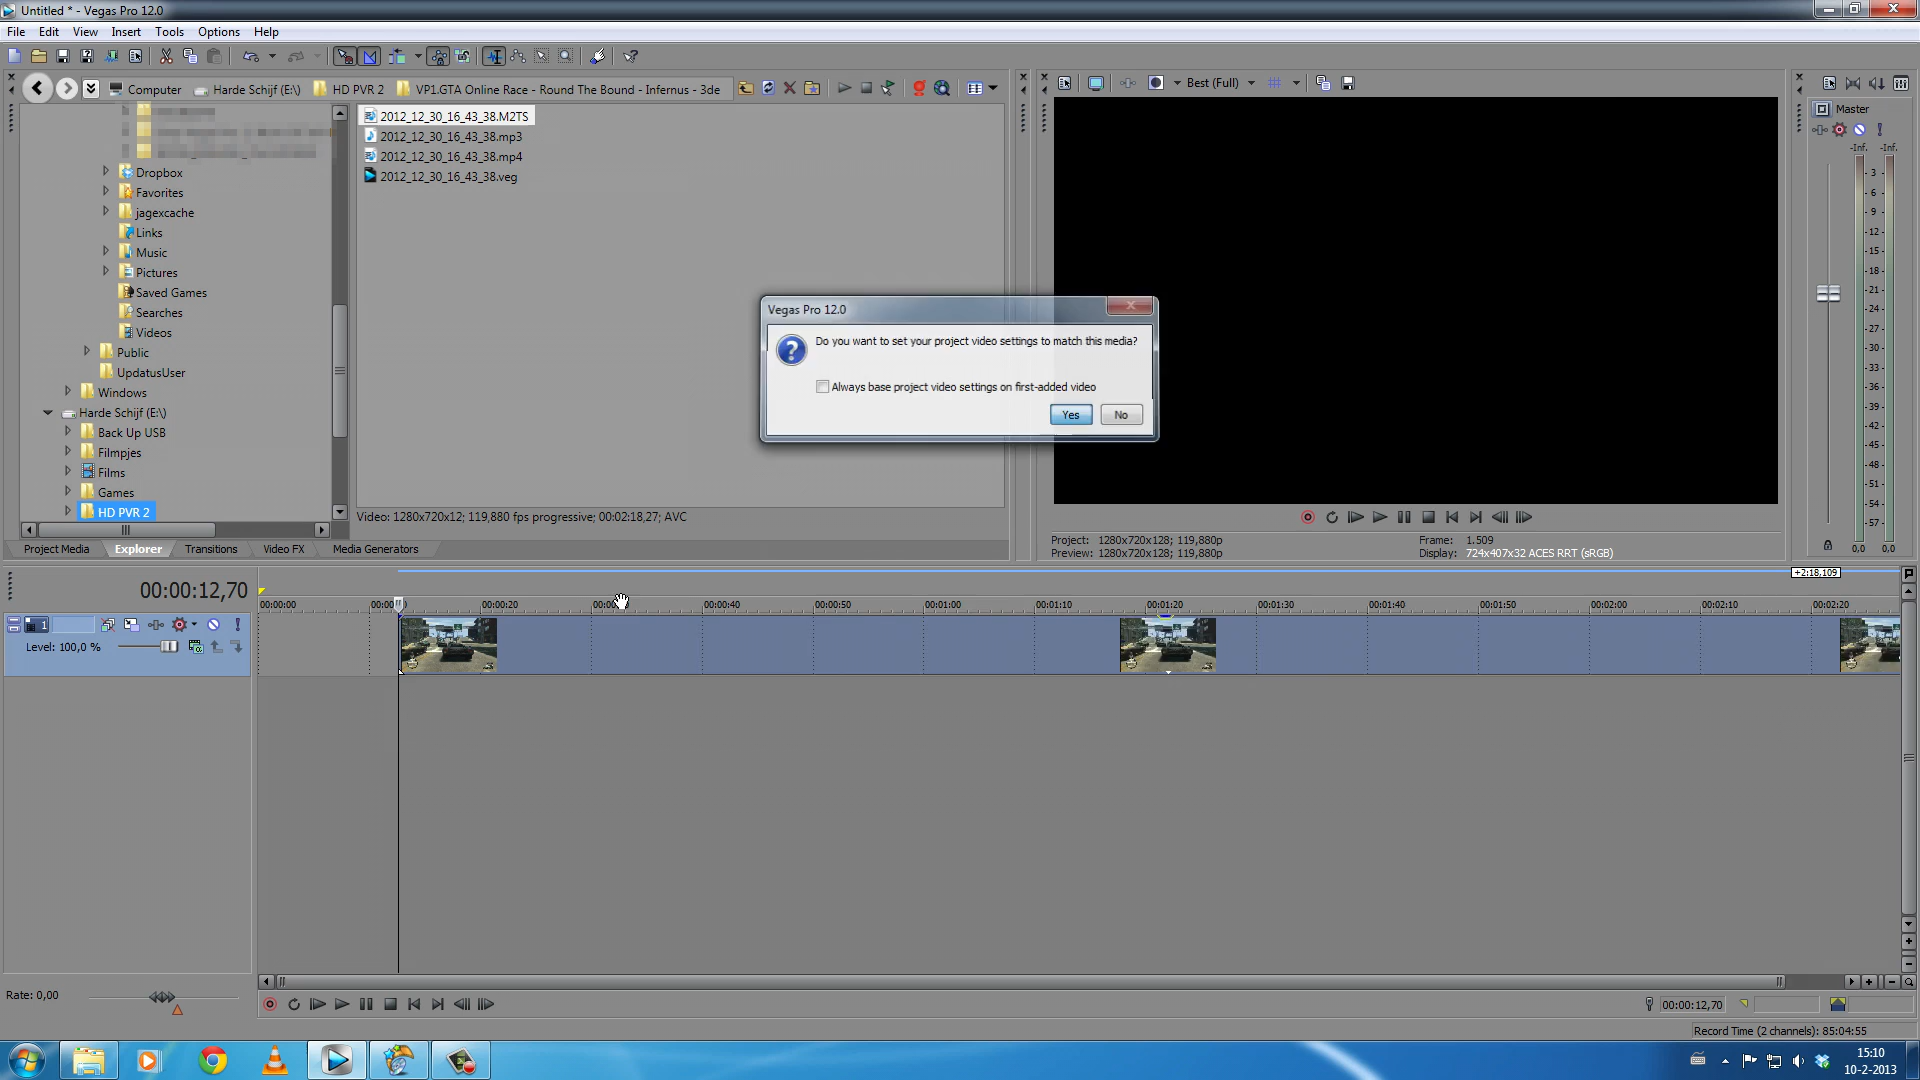 Untitled * - Vegas Pro 12.0
File Edit View Insert Tools Options Help
Computer Harde Schijf (E:\) HD PVR 2 VP1.GTA Online Race - Round The Bound - Infernus - 3de
Best (Full)
Dropbox
Favorites
jagexcache
Links
Music
Pictures
Saved Games
Searches
Videos
Public
UpdatusUser
Windows
Harde Schijf (E:\)
Back Up USB
Filmpjes
Films
Games
HD PVR 2
2012_12_30_16_43_38.M2TS
2012_12_30_16_43_38.mp3
2012_12_30_16_43_38.mp4
2012_12_30_16_43_38.veg
Video: 1280x720x12; 119,880 fps progressive; 00:02:18,27; AVC
Project Media Explorer Transitions Video FX Media Generators
Vegas Pro 12.0
Do you want to set your project video settings to match this media?
Always base project video settings on first-added video
Yes No
Project: 1280x720x128; 119,880p
Preview: 1280x720x128; 119,880p
Frame: 1.509
Display: 724x407x32 ACES RRT (sRGB)
Master
-Inf. -Inf.
- 3 -
- 6 -
- 9 -
-12-
-15-
-18-
-21-
-24-
-27-
-30-
-33-
-36-
-39-
-42-
-45-
-48-
-51-
-54-
-57-
0,0 0,0
+2:18,109
00:00:12,70
00:00:00 00:00:20 00:00:40 00:00:50 00:01:00 00:01:10 00:01:20 00:01:30 00:01:40 00:01:50 00:02:00 00:02:10 00:02:20
1
Level: 100,0 %
Rate: 0,00
00:00:12,70
Record Time (2 channels): 85:04:55
15:10
10-2-2013